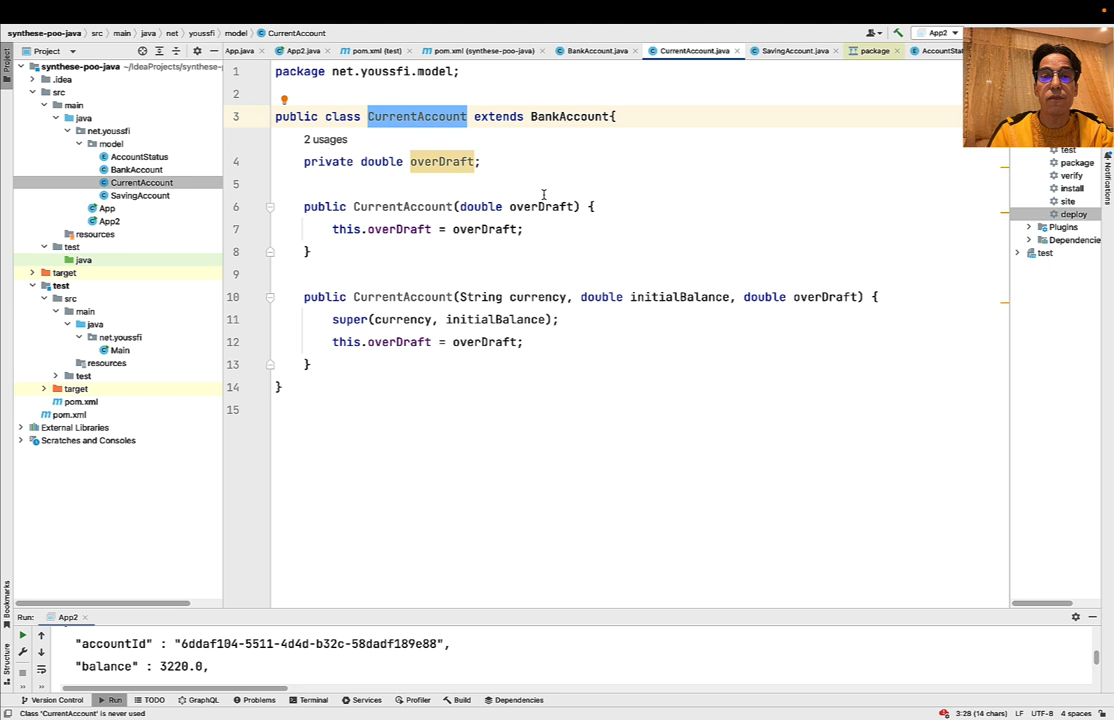 synthese-poo-java > src > main > java > net > youssfi > model > CurrentAccount
App2
Project
App.java
App2.java
pom.xml (test)
pom.xml (synthese-poo-java)
BankAccount.java
CurrentAccount.java
SavingAccount.java
package
AccountSta
synthese-poo-java ~/IdeaProjects/synthese-
.idea
src
main
java
net.youssfi
model
AccountStatus
BankAccount
CurrentAccount
SavingAccount
App
App2
resources
test
java
target
test
src
main
java
net.youssfi
Main
resources
test
target
pom.xml
pom.xml
External Libraries
Scratches and Consoles
1 package net.youssfi.model;
2
3 public class CurrentAccount extends BankAccount{
2 usages
4 private double overDraft;
5
6 public CurrentAccount(double overDraft) {
7 this.overDraft = overDraft;
8 }
9
10 public CurrentAccount(String currency, double initialBalance, double overDraft) {
11 super(currency, initialBalance);
12 this.overDraft = overDraft;
13 }
14 }
15
test
package
verify
install
site
deploy
Plugins
Dependencie
test
Notifications
Project
Bookmarks
Structure
Run: App2
"accountId" : "6ddaf104-5511-4d4d-b32c-58dadf189e88",
"balance" : 3220.0,
Version Control
Run
TODO
GraphQL
Problems
Terminal
Services
Profiler
Build
Dependencies
Class 'CurrentAccount' is never used
3:28 (14 chars) LF UTF-8 4 spaces